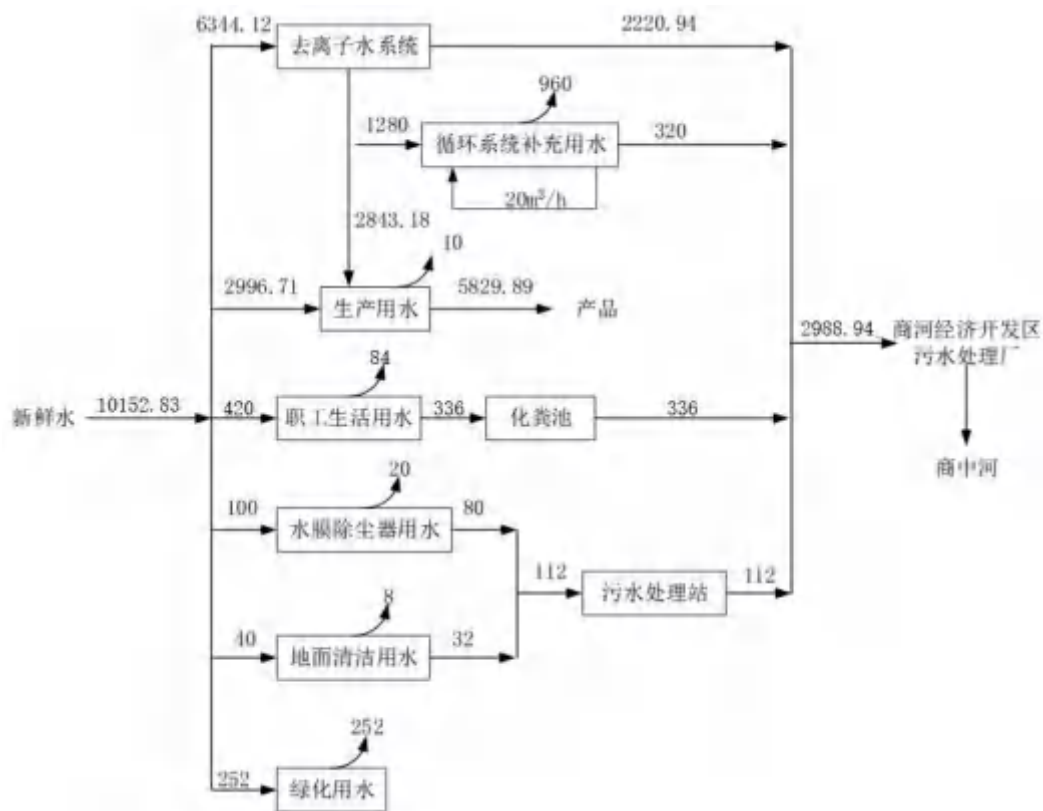 6344.12
去离子水系统
2220.94
960
1280
循环系统补充用水
320
20m³/h
2843.18
10
2996.71
生产用水
5829.89
产品
2988.94
商河经济开发区
污水处理厂
84
新鲜水
10152.83
420
职工生活用水
336
化粪池
336
商中河
20
100
水膜除尘器用水
80
112
污水处理站
112
8
40
地面清洁用水
32
252
252
绿化用水